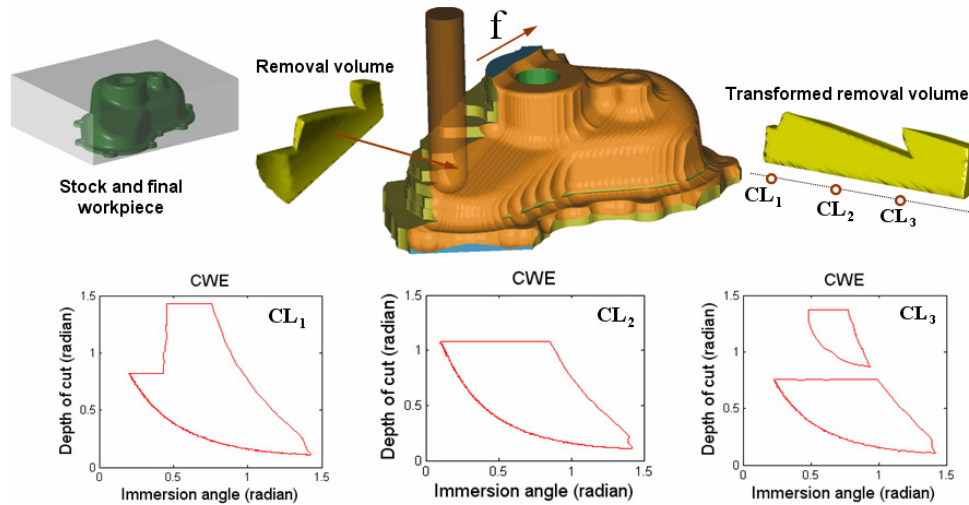 f
Removal volume
Transformed removal volume
Stock and final
workpiece
CL1
CL2
CL3
CWE
1.5
1
0.5
0
Depth of cut (radian)
CL1
0 0.5 1 1.5
Immersion angle (radian)
CWE
1.5
1
0.5
0
Depth of cut (radian)
CL2
0 0.5 1 1.5
Immersion angle (radian)
CWE
1.5
1
0.5
0
Depth of cut (radian)
CL3
0 0.5 1 1.5
Immersion angle (radian)